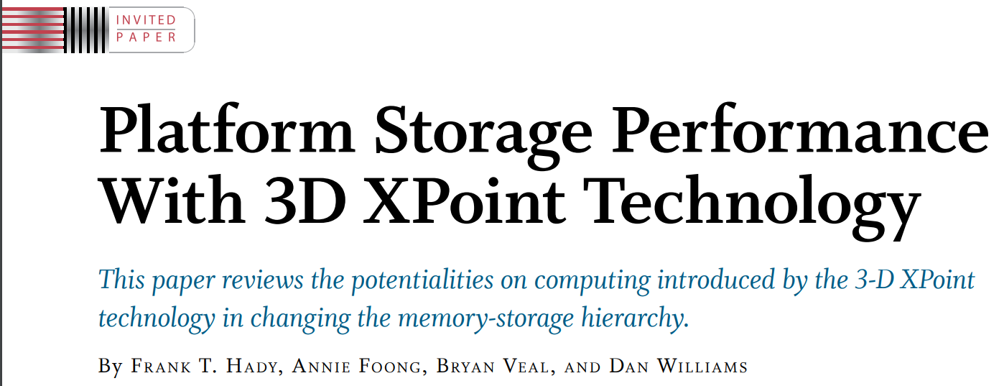 INVITED
PAPER
Platform Storage Performance
With 3D XPoint Technology
This paper reviews the potentialities on computing introduced by the 3-D XPoint
technology in changing the memory-storage hierarchy.
By Frank T. Hady, Annie Foong, Bryan Veal, and Dan Williams